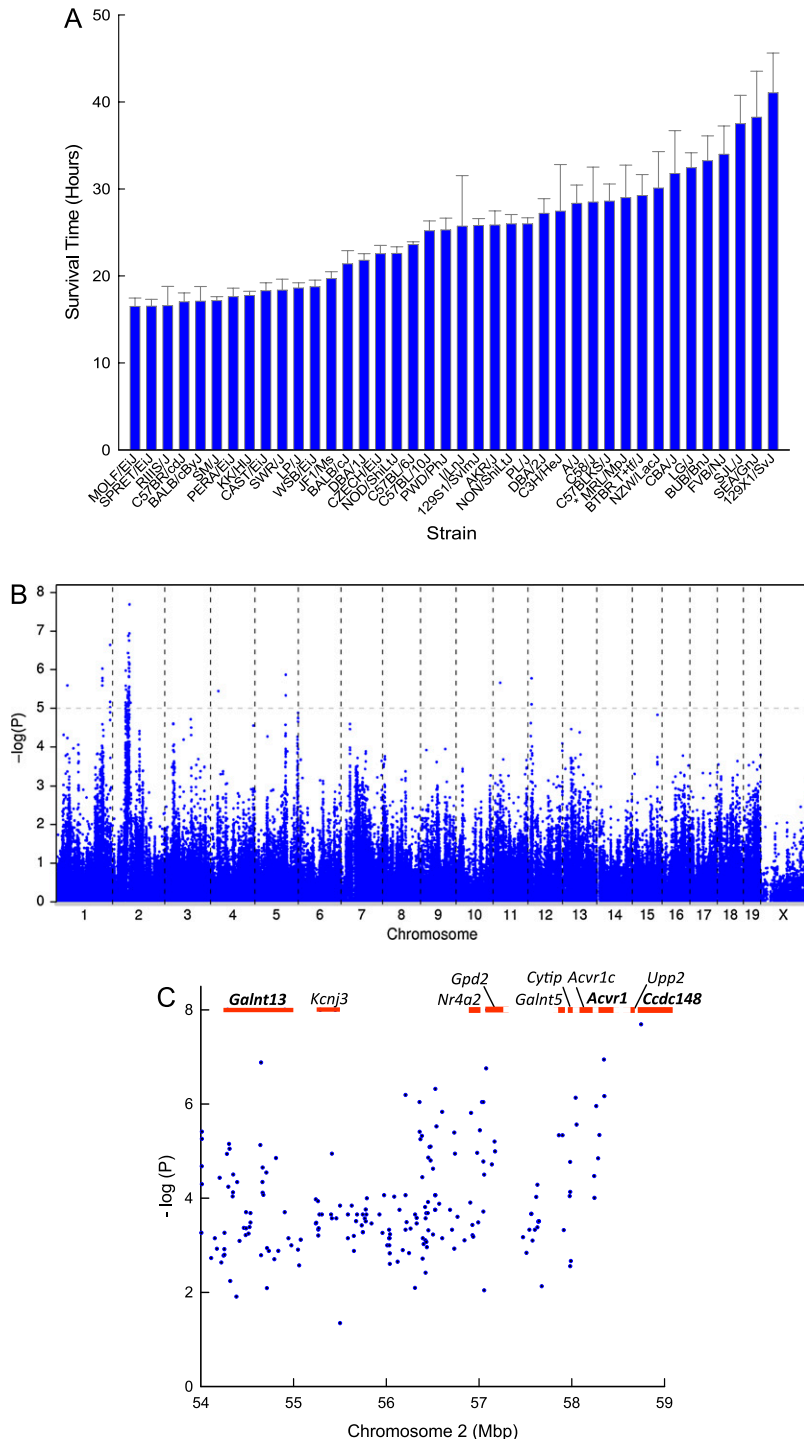 A
50
40
30
20
10
0
Survival Time (Hours)
MOLF/EiJ
SPRET/EiJ
RIIIS/J
C57BR/cdJ
BALB/cByJ
SM/J
PERA/EiJ
KK/HlJ
CAST/EiJ
SWR/J
LP/J
WSB/EiJ
JF1/Ms
BALB/cJ
DBA/1J
CZECH/EiJ
NOD/ShiLtJ
C57BL/6J
C57BL/10J
PWD/PhJ
I/LnJ
129S1/SvImJ
AKR/J
NON/ShiLtJ
PL/J
DBA/2J
C3H/HeJ
A/J
C58/J
C57BLKS/J
* MRL/MpJ
BTBR T+tf/J
NZW/LacJ
CBA/J
LG/J
BUB/BnJ
FVB/NJ
SJL/J
SEA/GnJ
129X1/SvJ
Strain
B
8
7
6
5
4
3
2
1
0
−log(P)
1 2 3 4 5 6 7 8 9 10 11 12 13 14 15 16 17 18 19 X
Chromosome
C
Gpd2 Cytip Acvr1c Upp2
Galnt13 Kcnj3 Nr4a2 Galnt5 Acvr1 Ccdc148
8
6
4
2
0
- log (P)
54 55 56 57 58 59
Chromosome 2 (Mbp)